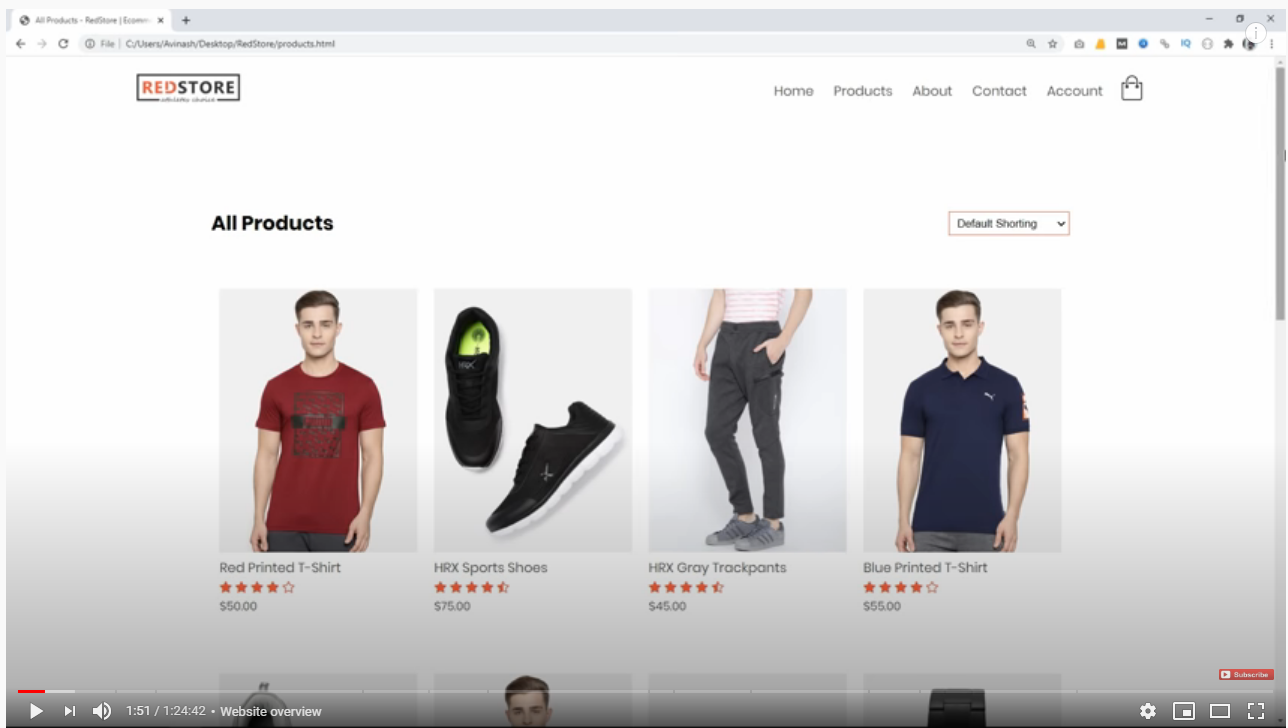 All Products - RedStore | Ecomm
File | C:/Users/Avinash/Desktop/RedStore/products.html
REDSTORE
Home Products About Contact Account
All Products
Default Shorting
HRX
Red Printed T-Shirt
HRX Sports Shoes
HRX Gray Trackpants
Blue Printed T-Shirt
$50.00
$75.00
$45.00
$55.00
Subscribe
1:51 / 1:24:42 • Website overview